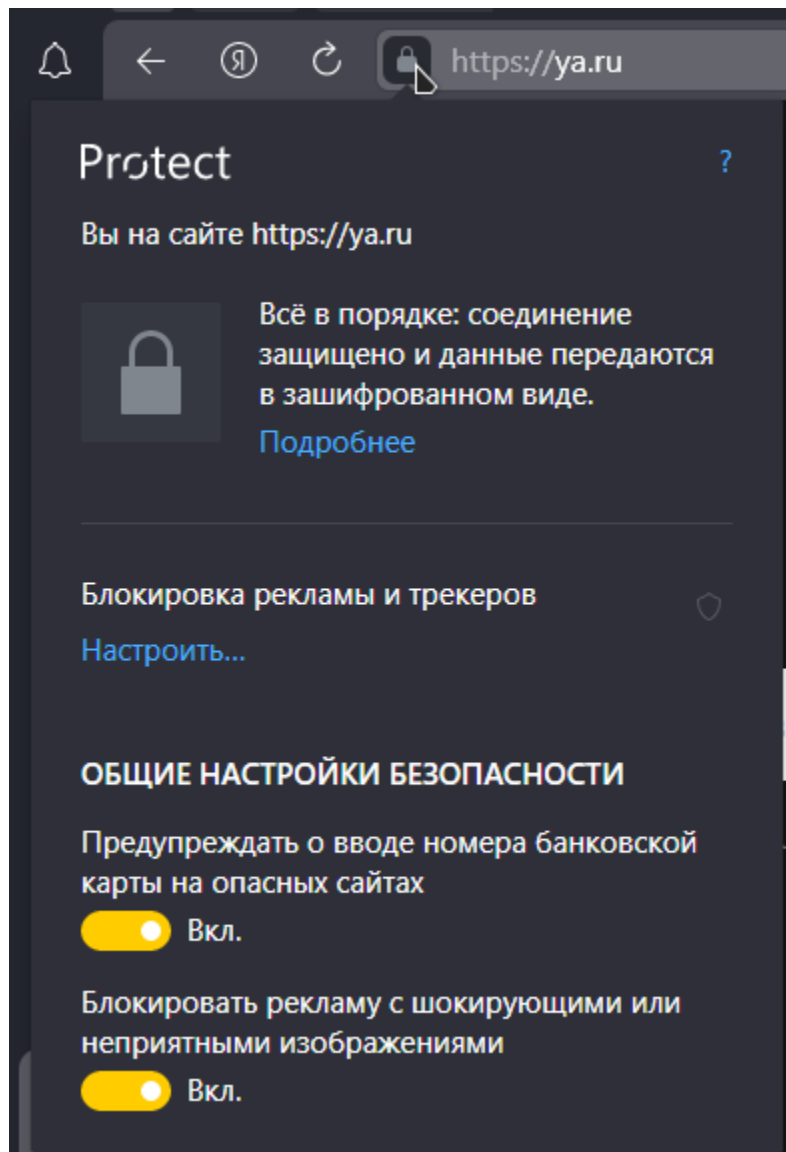 Я https://ya.ru
Protect ?
Вы на сайте https://ya.ru
Всё в порядке: соединение
защищено и данные передаются
в зашифрованном виде.
Подробнее
Блокировка рекламы и трекеров
Настроить...
ОБЩИЕ НАСТРОЙКИ БЕЗОПАСНОСТИ
Предупреждать о вводе номера банковской
карты на опасных сайтах
Вкл.
Блокировать рекламу с шокирующими или
неприятными изображениями
Вкл.